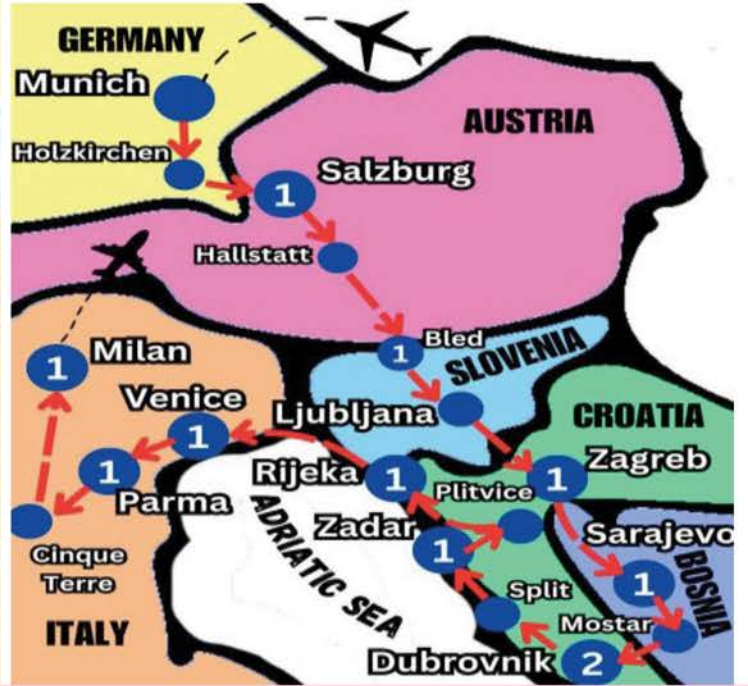 GERMANY
Munich
Holzkirchen
AUSTRIA
1
Salzburg
Hallstatt
1
Bled
SLOVENIA
1
Milan
Venice
1
Ljubljana
CROATIA
1
Parma
Rijeka
1
Plitvice
1
Zagreb
Cinque
Terre
ADRIATIC SEA
Zadar
1
Sarajevo
1
BOSNIA
Split
Mostar
ITALY
Dubrovnik
2